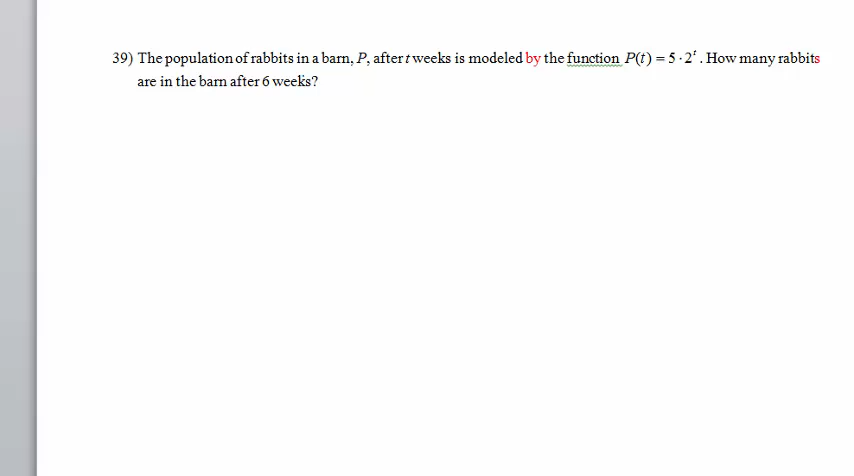 39) The population of rabbits in a barn, P, after t weeks is modeled by the function P(t) = 5 · 2^t. How many rabbits
are in the barn after 6 weeks?